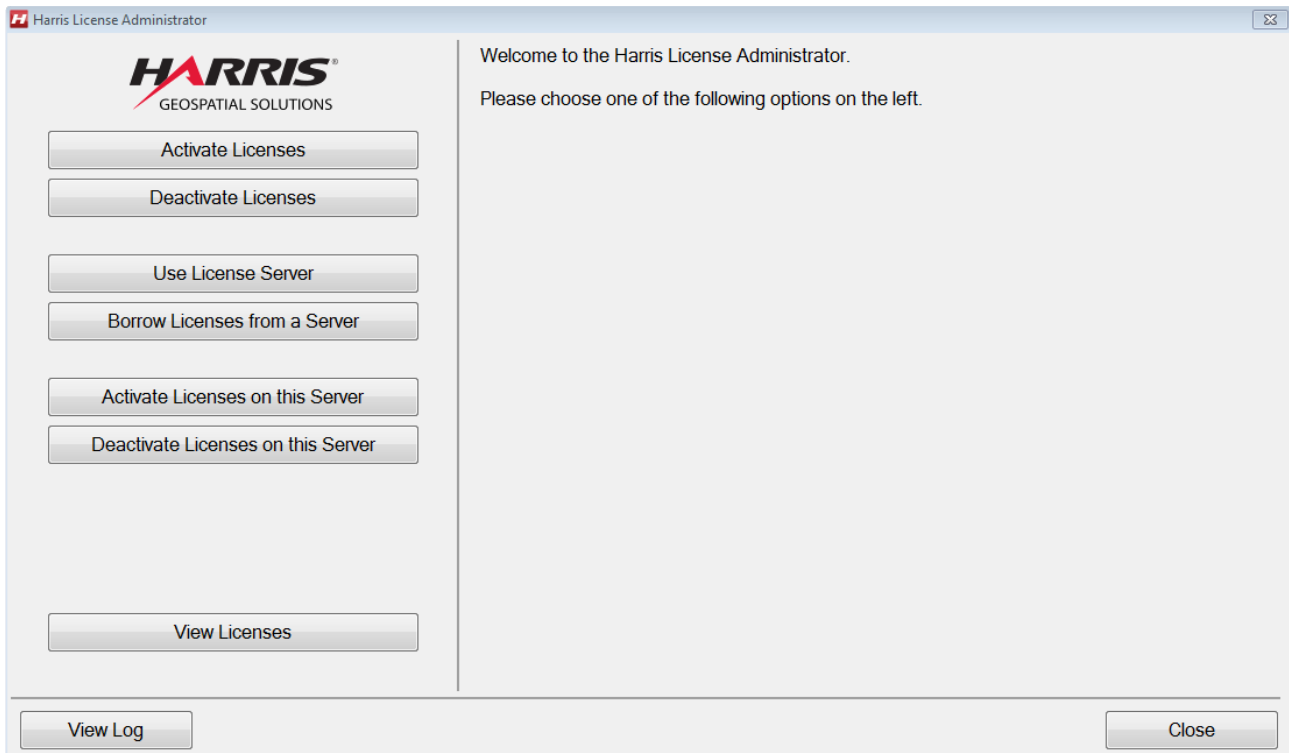 Harris License Administrator
HARRIS®
GEOSPATIAL SOLUTIONS
Activate Licenses
Deactivate Licenses
Use License Server
Borrow Licenses from a Server
Activate Licenses on this Server
Deactivate Licenses on this Server
View Licenses
Welcome to the Harris License Administrator.
Please choose one of the following options on the left.
View Log
Close